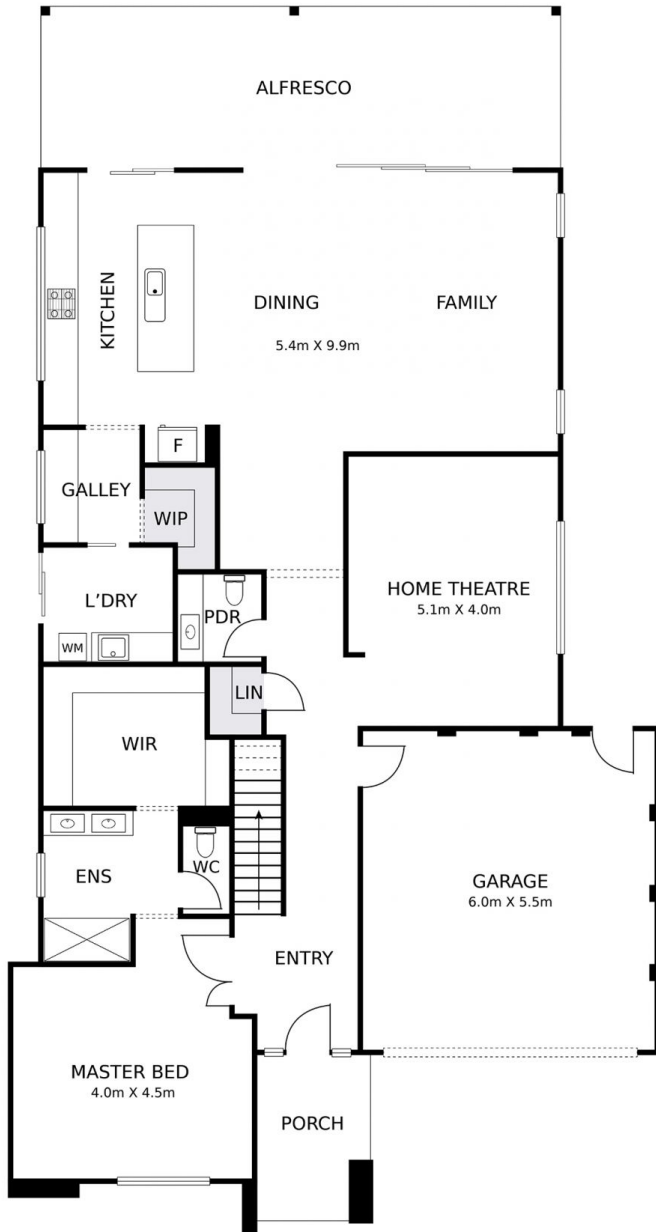 ALFRESCO
KITCHEN
DINING
FAMILY
5.4m X 9.9m
F
GALLEY
WIP
HOME THEATRE
5.1m X 4.0m
L'DRY
PDR
WM
LIN
WIR
ENS
WC
GARAGE
6.0m X 5.5m
ENTRY
MASTER BED
4.0m X 4.5m
PORCH